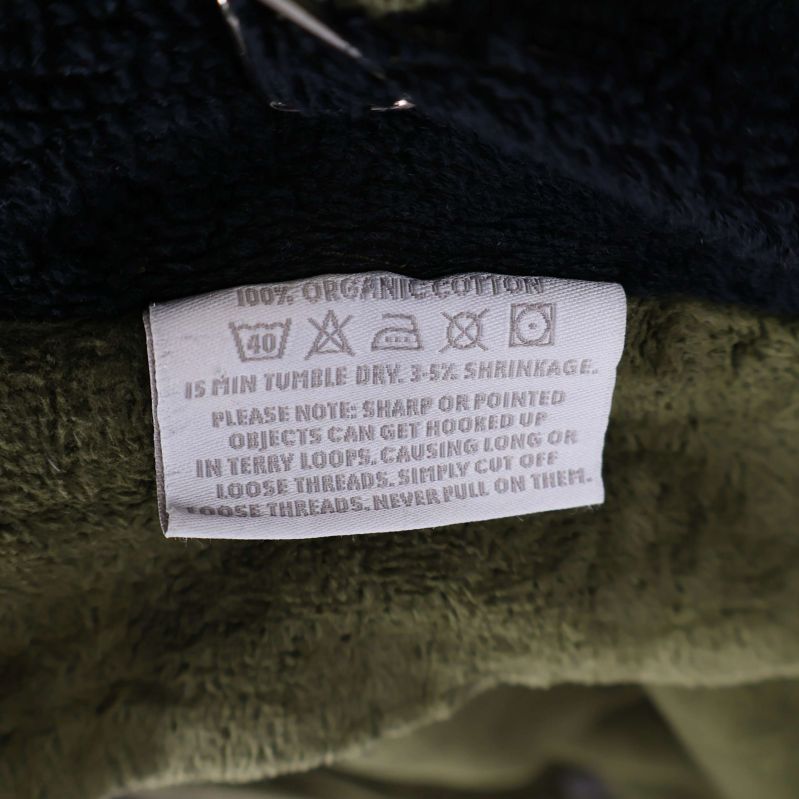 100% ORGANIC COTTON
40
15 MIN TUMBLE DRY. 3-5% SHRINKAGE.
PLEASE NOTE: SHARP OR POINTED
OBJECTS CAN GET HOOKED UP
IN TERRY LOOPS. CAUSING LONG OR
LOOSE THREADS. SIMPLY CUT OFF
LOOSE THREADS. NEVER PULL ON THEM.